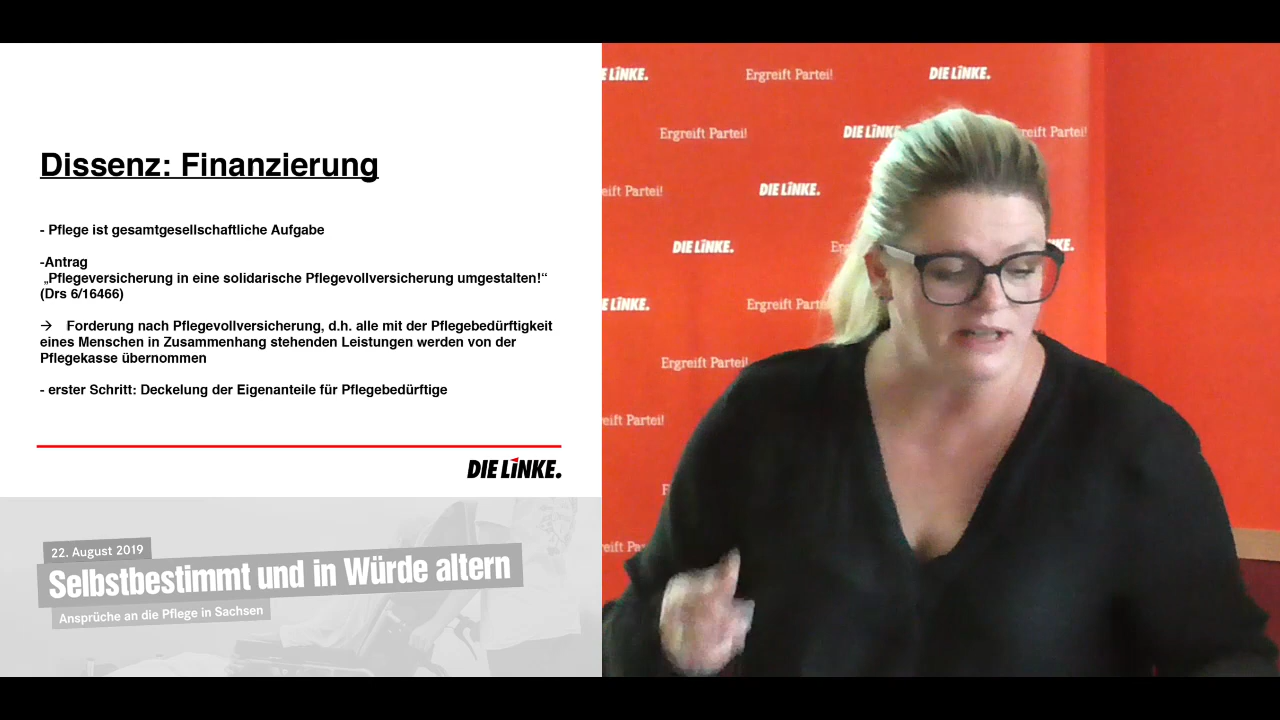 Dissenz: Finanzierung
- Pflege ist gesamtgesellschaftliche Aufgabe
-Antrag
„Pflegeversicherung in eine solidarische Pflegevollversicherung umgestalten!“
(Drs 6/16466)
→ Forderung nach Pflegevollversicherung, d.h. alle mit der Pflegebedürftigkeit
eines Menschen in Zusammenhang stehenden Leistungen werden von der
Pflegekasse übernommen
- erster Schritt: Deckelung der Eigenanteile für Pflegebedürftige
DIE LINKE.
22. August 2019
Selbstbestimmt und in Würde altern
Ansprüche an die Pflege in Sachsen
DIE LINKE. Ergreift Partei! DIE LINKE.
Ergreift Partei! DIE LINKE. Ergreift Partei!
Partei! DIE LINKE.
DIE LINKE.
LINKE. Ergreift Partei!
Ergreift Partei!
Partei!